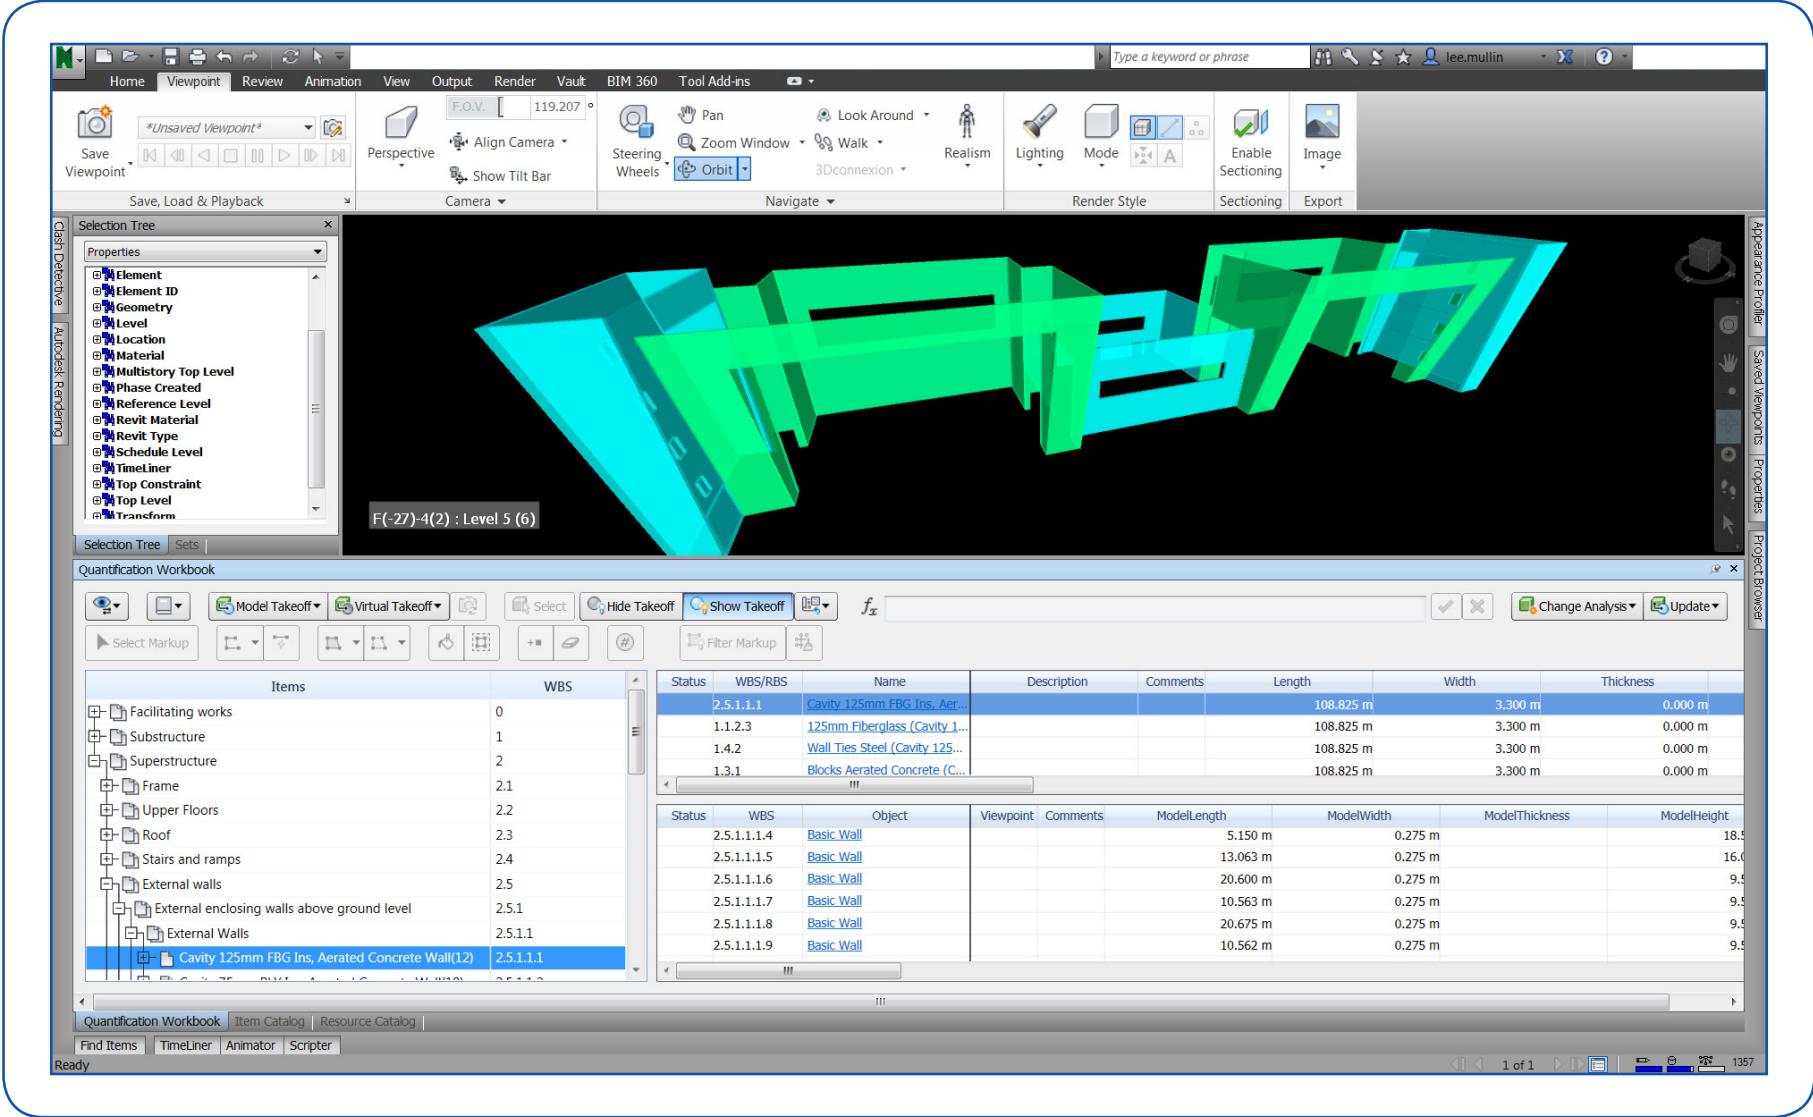 Type a keyword or phrase
lee.mullin
Home Viewpoint Review Animation View Output Render Vault BIM 360 Tool Add-ins
Save Viewpoint
*Unsaved Viewpoint*
Perspective
F.O.V. 119.207 °
Align Camera
Show Tilt Bar
Steering Wheels
Pan
Zoom Window
Orbit
Look Around
Walk
3Dconnexion
Realism
Lighting
Mode
A
Enable Sectioning
Image
Save, Load & Playback
Camera
Navigate
Render Style
Sectioning
Export
Clash Detective
Autodesk Rendering
Selection Tree
Properties
Element
Element ID
Geometry
Level
Location
Material
Multistory Top Level
Phase Created
Reference Level
Revit Material
Revit Type
Schedule Level
TimeLiner
Top Constraint
Top Level
Transform
Selection Tree Sets
F(-27)-4(2) : Level 5 (6)
Appearance Profiler
Saved Viewpoints
Properties
Project Browser
Quantification Workbook
Model Takeoff Virtual Takeoff Select Hide Takeoff Show Takeoff fx Change Analysis Update
Select Markup # Filter Markup
Items WBS
Facilitating works 0
Substructure 1
Superstructure 2
Frame 2.1
Upper Floors 2.2
Roof 2.3
Stairs and ramps 2.4
External walls 2.5
External enclosing walls above ground level 2.5.1
External Walls 2.5.1.1
Cavity 125mm FBG Ins, Aerated Concrete Wall(12) 2.5.1.1.1
Status WBS/RBS Name Description Comments Length Width Thickness
2.5.1.1.1 Cavity 125mm FBG Ins, Aer... 108.825 m 3.300 m 0.000 m
1.1.2.3 125mm Fiberglass (Cavity 1... 108.825 m 3.300 m 0.000 m
1.4.2 Wall Ties Steel (Cavity 125... 108.825 m 3.300 m 0.000 m
1.3.1 Blocks Aerated Concrete (C... 108.825 m 3.300 m 0.000 m
Status WBS Object Viewpoint Comments ModelLength ModelWidth ModelThickness ModelHeight
2.5.1.1.1.4 Basic Wall 5.150 m 0.275 m 18.5
2.5.1.1.1.5 Basic Wall 13.063 m 0.275 m 16.0
2.5.1.1.1.6 Basic Wall 20.600 m 0.275 m 9.5
2.5.1.1.1.7 Basic Wall 10.563 m 0.275 m 9.5
2.5.1.1.1.8 Basic Wall 20.675 m 0.275 m 9.5
2.5.1.1.1.9 Basic Wall 10.562 m 0.275 m 9.5
Quantification Workbook Item Catalog Resource Catalog
Find Items TimeLiner Animator Scripter
Ready
1 of 1
1357